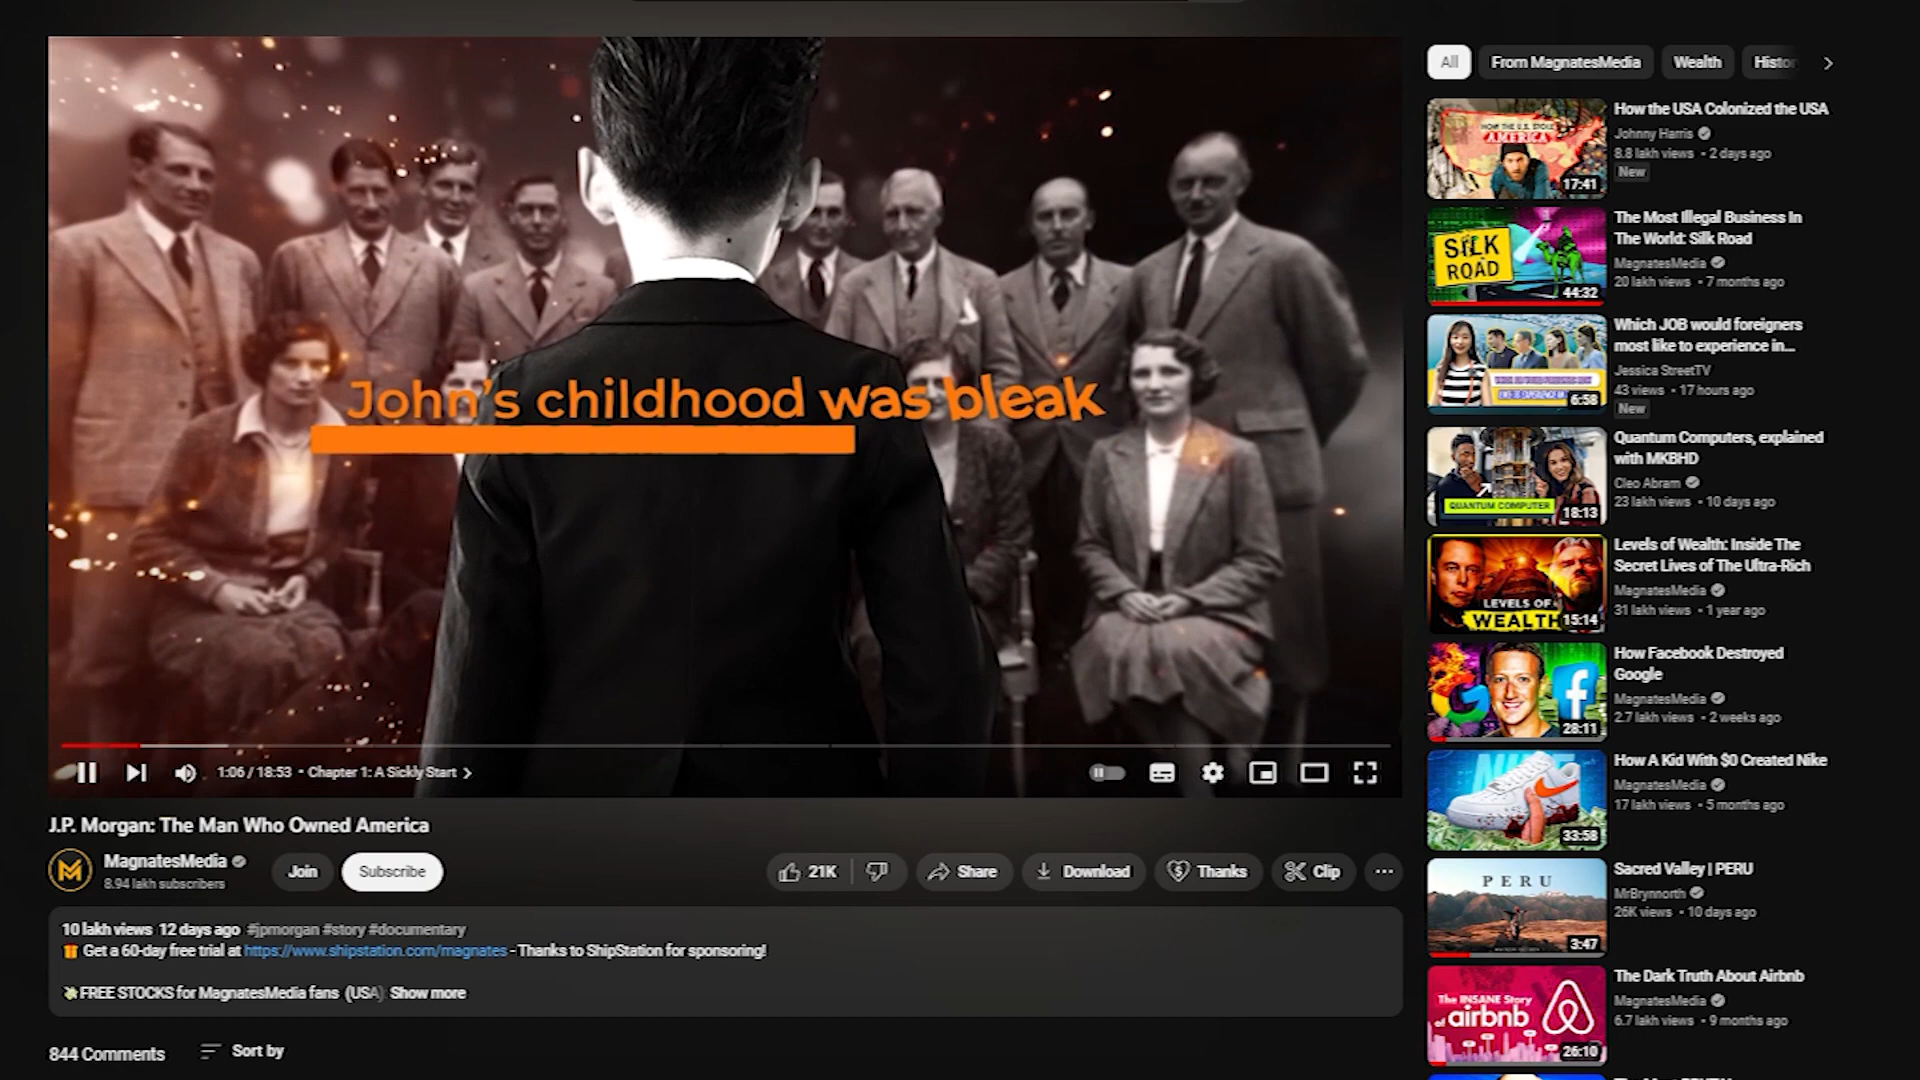 John's childhood was bleak
1:06 / 18:53 • Chapter 1: A Sickly Start
J.P. Morgan: The Man Who Owned America
MagnatesMedia
8.94 lakh subscribers
Join
Subscribe
21K
Share
Download
Thanks
Clip
10 lakh views 12 days ago #jpmorgan #story #documentary
Get a 60-day free trial at https://www.shipstation.com/magnates - Thanks to ShipStation for sponsoring!
FREE STOCKS for MagnatesMedia fans (USA) Show more
844 Comments
Sort by
All
From MagnatesMedia
Wealth
Histor
HOW THE U.S. STOLE
AMERICA
17:41
How the USA Colonized the USA
Johnny Harris
8.8 lakh views • 2 days ago
New
SILK
ROAD
44:32
The Most Illegal Business In
The World: Silk Road
MagnatesMedia
20 lakh views • 7 months ago
6:58
Which JOB would foreigners
most like to experience in...
Jessica StreetTV
43 views • 17 hours ago
New
QUANTUM COMPUTER
18:13
Quantum Computers, explained
with MKBHD
Cleo Abram
23 lakh views • 10 days ago
LEVELS OF
WEALTH
15:14
Levels of Wealth: Inside The
Secret Lives of The Ultra-Rich
MagnatesMedia
31 lakh views • 1 year ago
28:11
How Facebook Destroyed
Google
MagnatesMedia
2.7 lakh views • 2 weeks ago
NIKE
33:58
How A Kid With $0 Created Nike
MagnatesMedia
17 lakh views • 5 months ago
PERU
3:47
Sacred Valley | PERU
MrBrynnorth
26K views • 10 days ago
The INSANE Story
of airbnb
26:10
The Dark Truth About Airbnb
MagnatesMedia
6.7 lakh views • 9 months ago